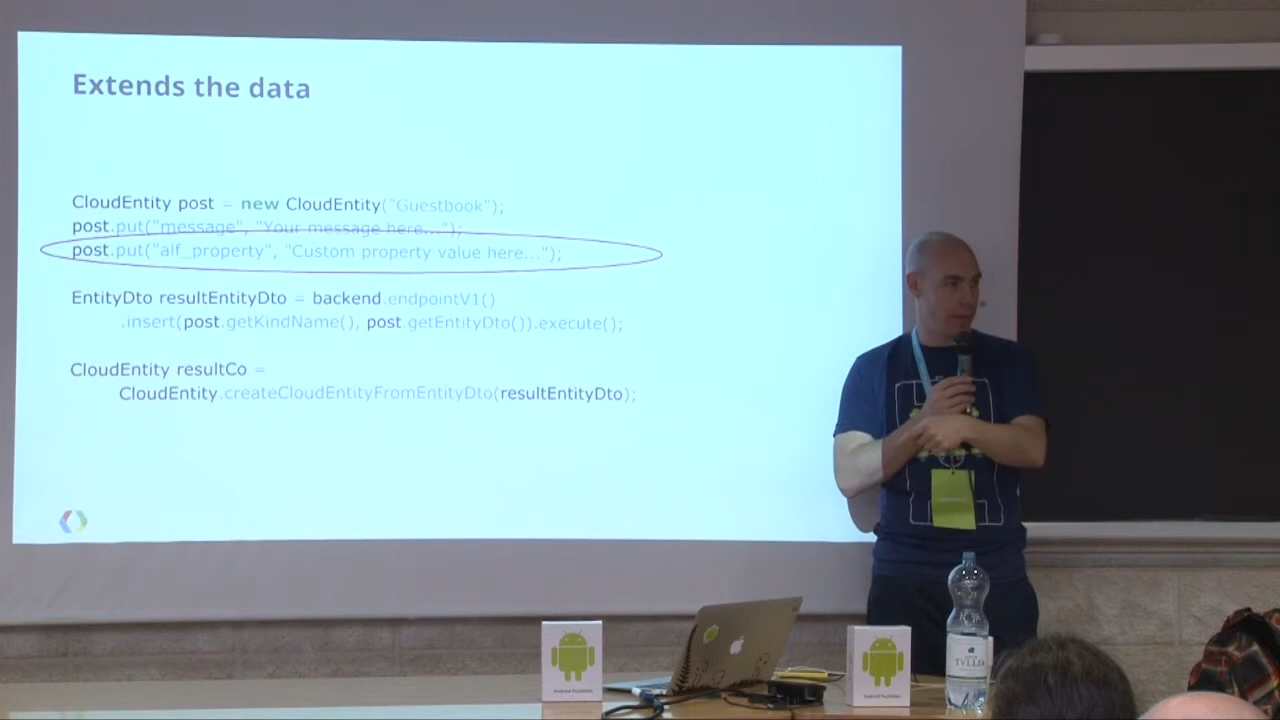 Extends the data
CloudEntity post = new CloudEntity("Guestbook");
post.put("message", "Your message here...");
post.put("alf_property", "Custom property value here...");
EntityDto resultEntityDto = backend.endpointV1()
.insert(post.getKindName(), post.getEntityDto()).execute();
CloudEntity resultCo =
CloudEntity.createCloudEntityFromEntityDto(resultEntityDto);
TYLLIA